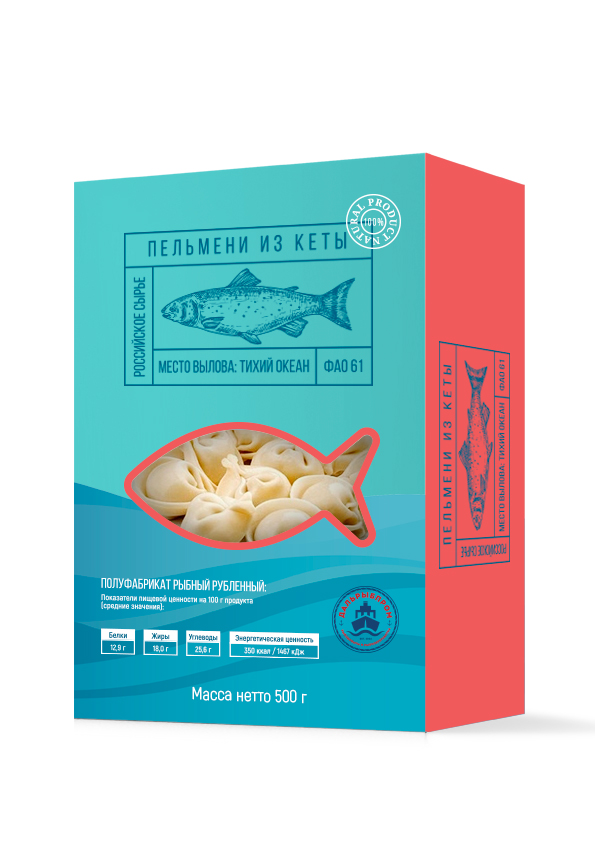 NATURAL PRODUCT
100%
ПЕЛЬМЕНИ ИЗ КЕТЫ
РОССИЙСКОЕ СЫРЬЕ
МЕСТО ВЫЛОВА: ТИХИЙ ОКЕАН
ФАО 61
ПОЛУФАБРИКАТ РЫБНЫЙ РУБЛЕННЫЙ:
Показатели пищевой ценности на 100 г продукта
(средние значения):
Белки
12,9 г
Жиры
18,0 г
Углеводы
25,6 г
Энергетическая ценность
350 ккал / 1467 кДж
ДАЛЬРЫБПРОМ
Масса нетто 500 г
ПЕЛЬМЕНИ ИЗ КЕТЫ
РОССИЙСКОЕ СЫРЬЕ
МЕСТО ВЫЛОВА: ТИХИЙ ОКЕАН
ФАО 61